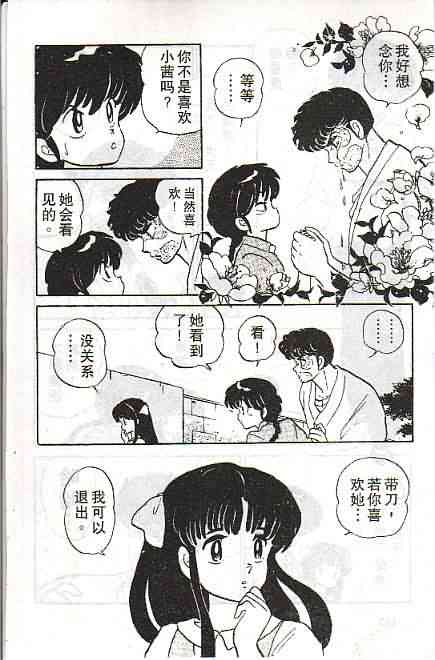 我好想
念你…
等等
……
你不是喜欢
小茜吗？
当然喜
欢！
她会看
见的。
……
……
看！
她看到
了！
没关系
……
带刀，
若你喜
欢她…
我可以
退出。